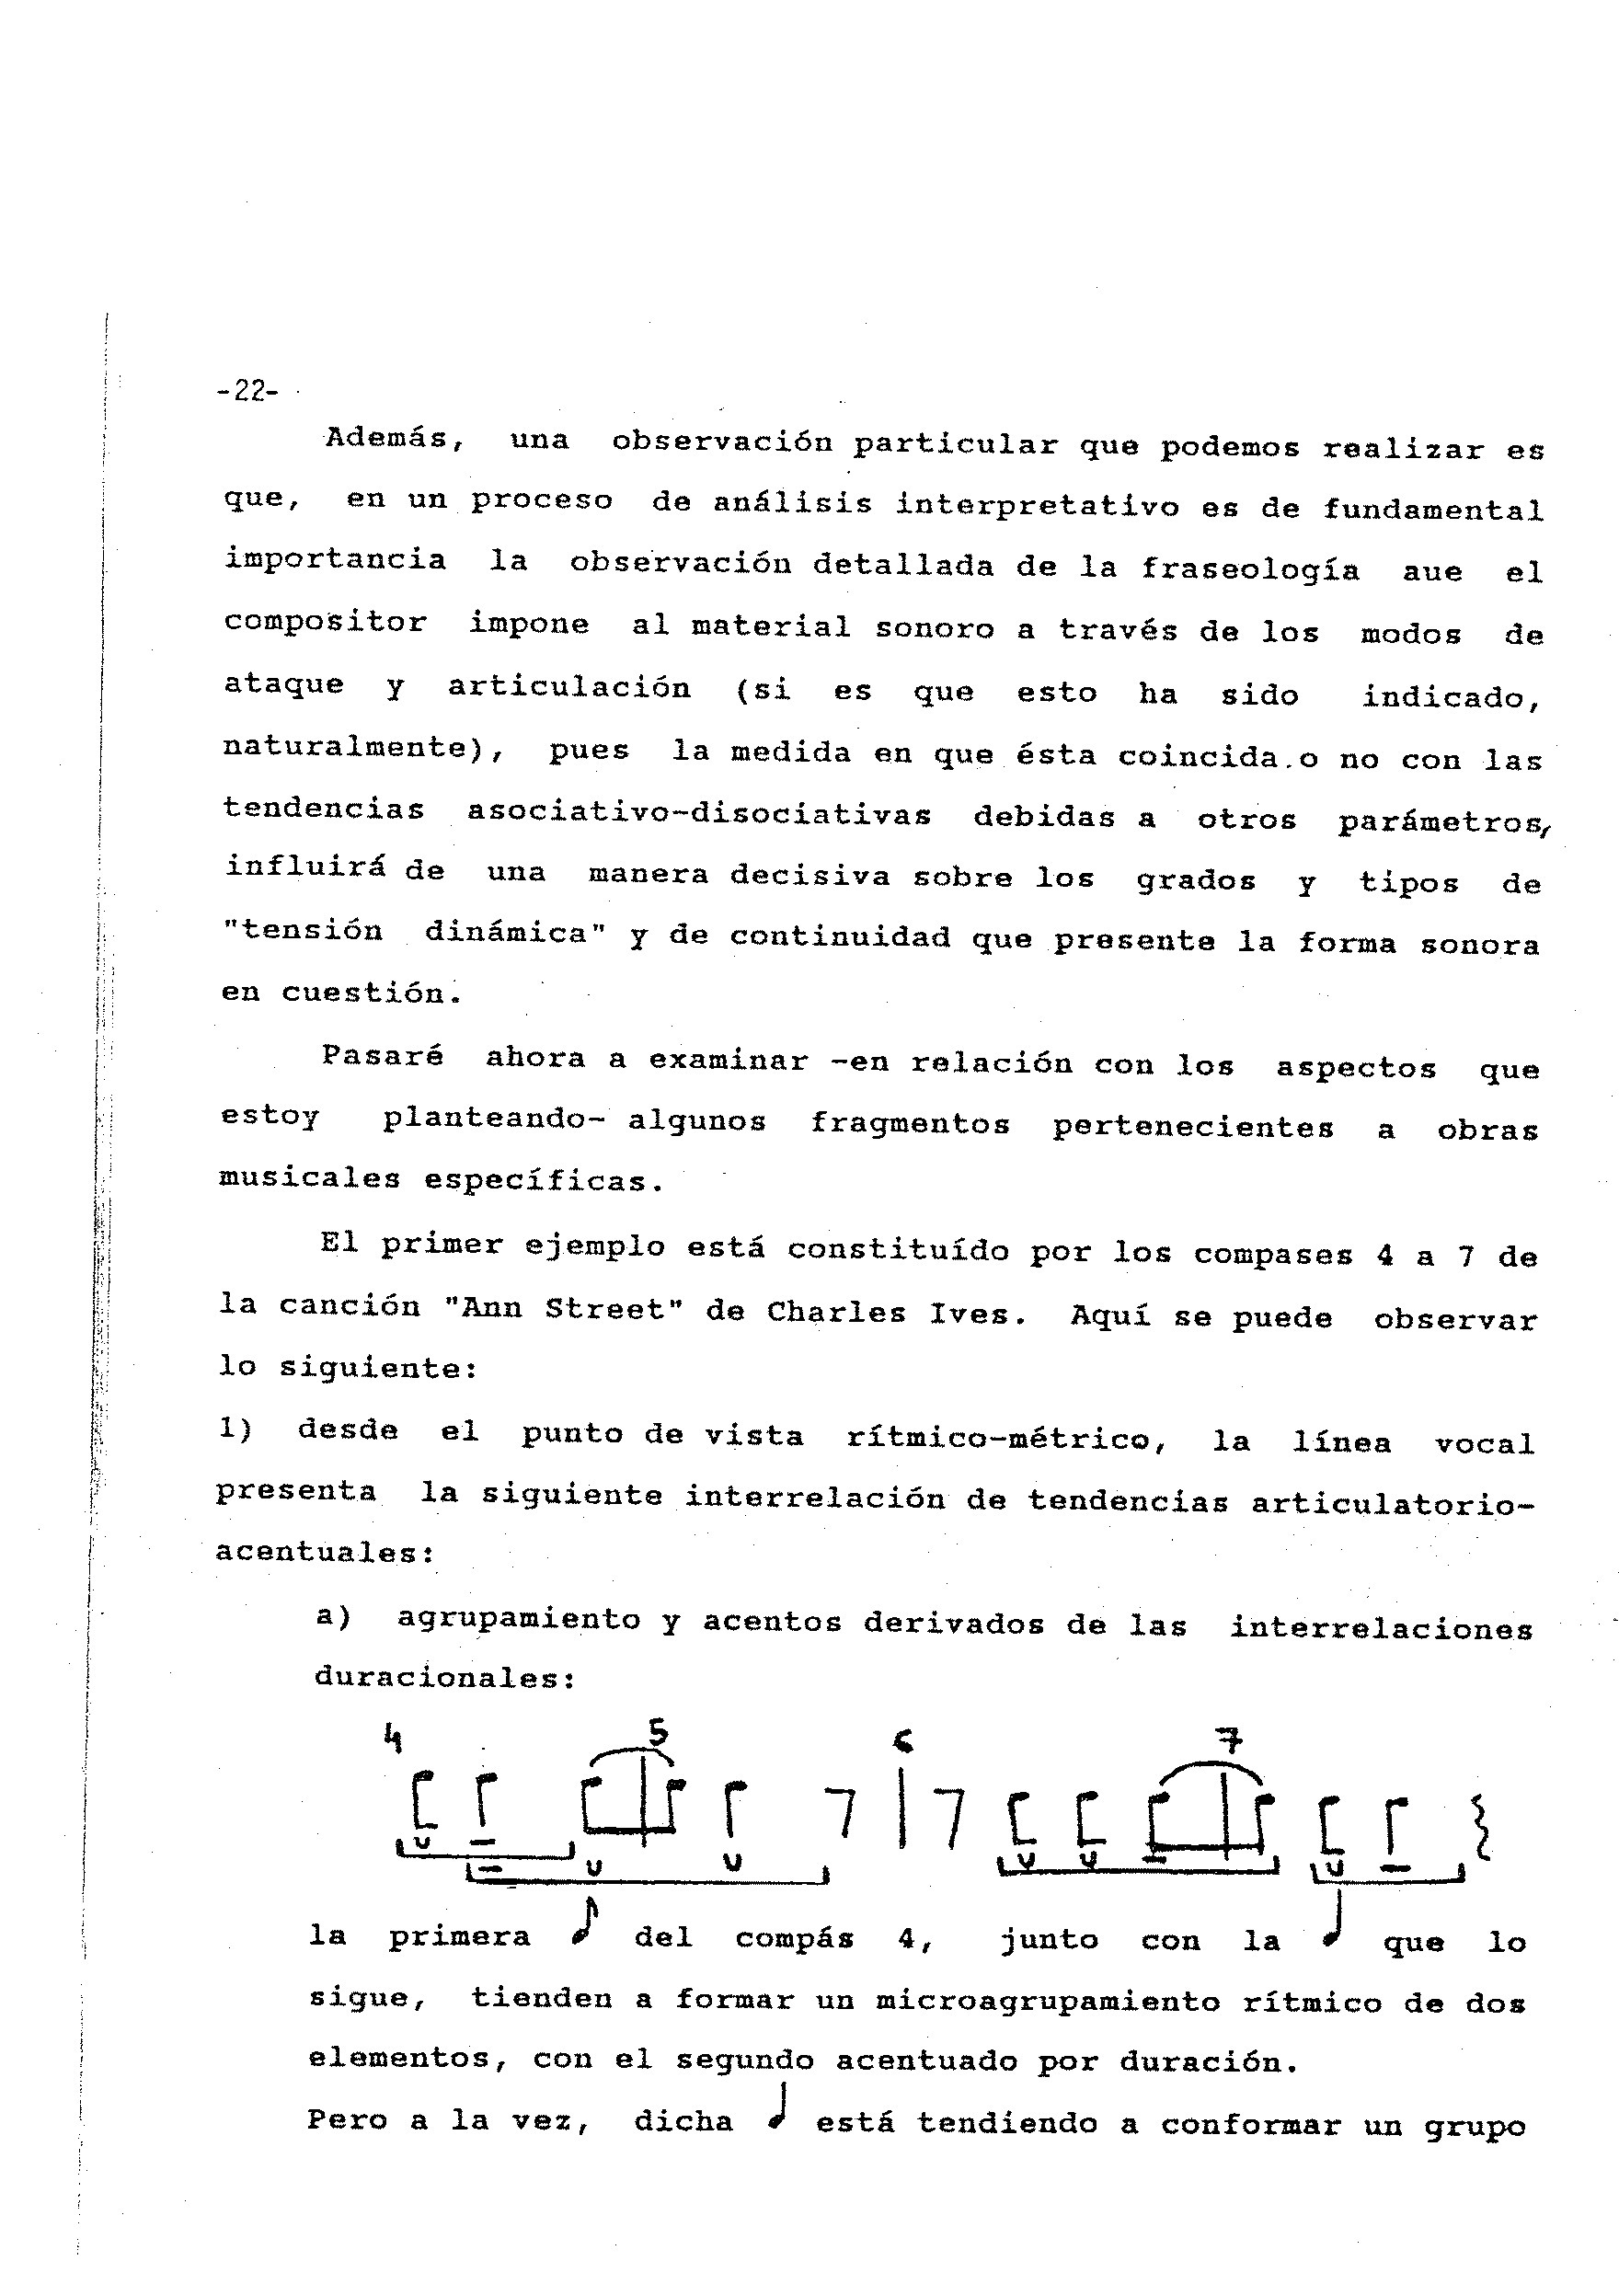 -22-
Además, una observación particular que podemos realizar es
que, en un proceso de análisis interpretativo es de fundamental
importancia la observación detallada de la fraseología aue el
compositor impone al material sonoro a través de los modos de
ataque y articulación (si es que esto ha sido indicado,
naturalmente), pues la medida en que ésta coincida.o no con las
tendencias asociativo-disociativas debidas a otros parámetros,
influirá de una manera decisiva sobre los grados y tipos de
"tensión dinámica" y de continuidad que presente la forma sonora
en cuestión.
Pasaré ahora a examinar -en relación con los aspectos que
estoy planteando- algunos fragmentos pertenecientes a obras
musicales específicas.
El primer ejemplo está constituído por los compases 4 a 7 de
la canción "Ann Street" de Charles Ives. Aquí se puede observar
lo siguiente:
1) desde el punto de vista rítmico-métrico, la línea vocal
presenta la siguiente interrelación de tendencias articulatorio-
acentuales:
a) agrupamiento y acentos derivados de las interrelaciones
duracionales:
4 5 6 7
la primera ♪ del compás 4, junto con la ♩ que lo
sigue, tienden a formar un microagrupamiento rítmico de dos
elementos, con el segundo acentuado por duración.
Pero a la vez, dicha ♩ está tendiendo a conformar un grupo